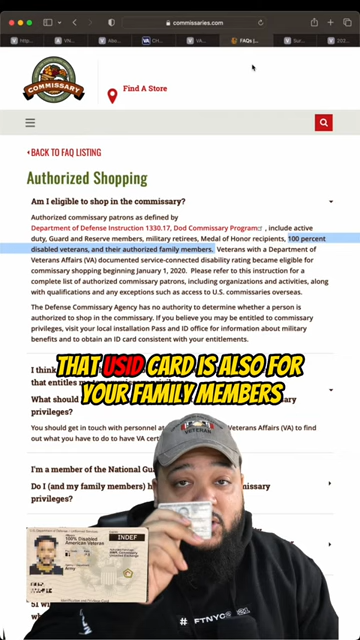 commissaries.com
FAQs |
COMMISSARY
Find A Store
BACK TO FAQ LISTING
Authorized Shopping
Am I eligible to shop in the commissary?
Authorized commissary patrons as defined by
Department of Defense Instruction 1330.17, DoD Commissary Program, include active
duty, Guard and Reserve members, military retirees, Medal of Honor recipients, 100 percent
disabled veterans, and their authorized family members. Veterans with a Department of
Veterans Affairs (VA) documented service-connected disability rating became eligible for
commissary shopping beginning January 1, 2020. Please refer to this instruction for a
complete list of authorized commissary patrons, including organizations and activities, along
with qualifications and any exceptions such as access to U.S. commissaries overseas.
The Defense Commissary Agency has no authority to determine whether a person is
authorized to shop in the commissary. If you believe you may be entitled to commissary
privileges, visit your local installation Pass and ID office for information about military
benefits and to obtain an ID card consistent with your entitlements.
I think
THAT USID CARD IS ALSO FOR
YOUR FAMILY MEMBERS
that entitles me
What should
privileges?
You should get in touch with personnel at
Veterans Affairs (VA) to find
out what you have to do to have VA cert
VETERAN
I'm a member of the National Gua
Do I (and my family members) h
commissary
privileges?
100% Disabled
American Veteran
INDEF
Army
# FTNYCS